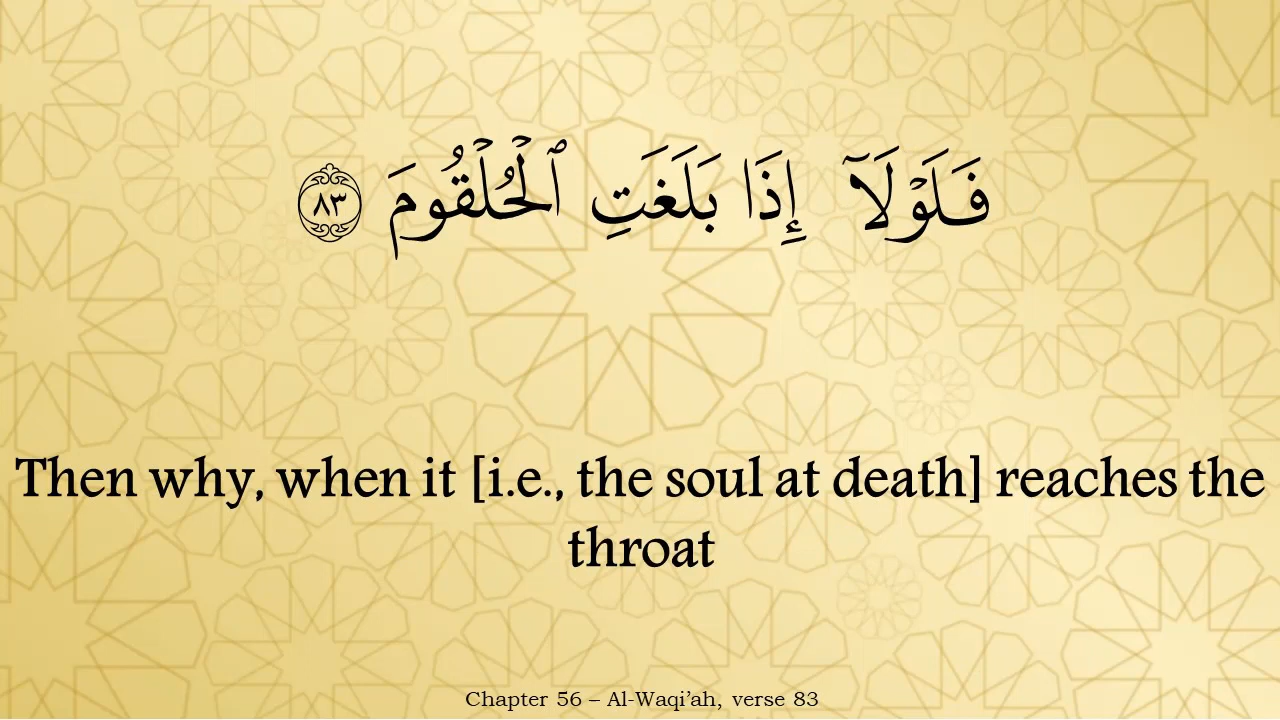 فَلَوْلَآ إِذَا بَلَغَتِ ٱلْحُلْقُومَ ٨٣
Then why, when it [i.e., the soul at death] reaches the
throat
Chapter 56 – Al-Waqi’ah, verse 83